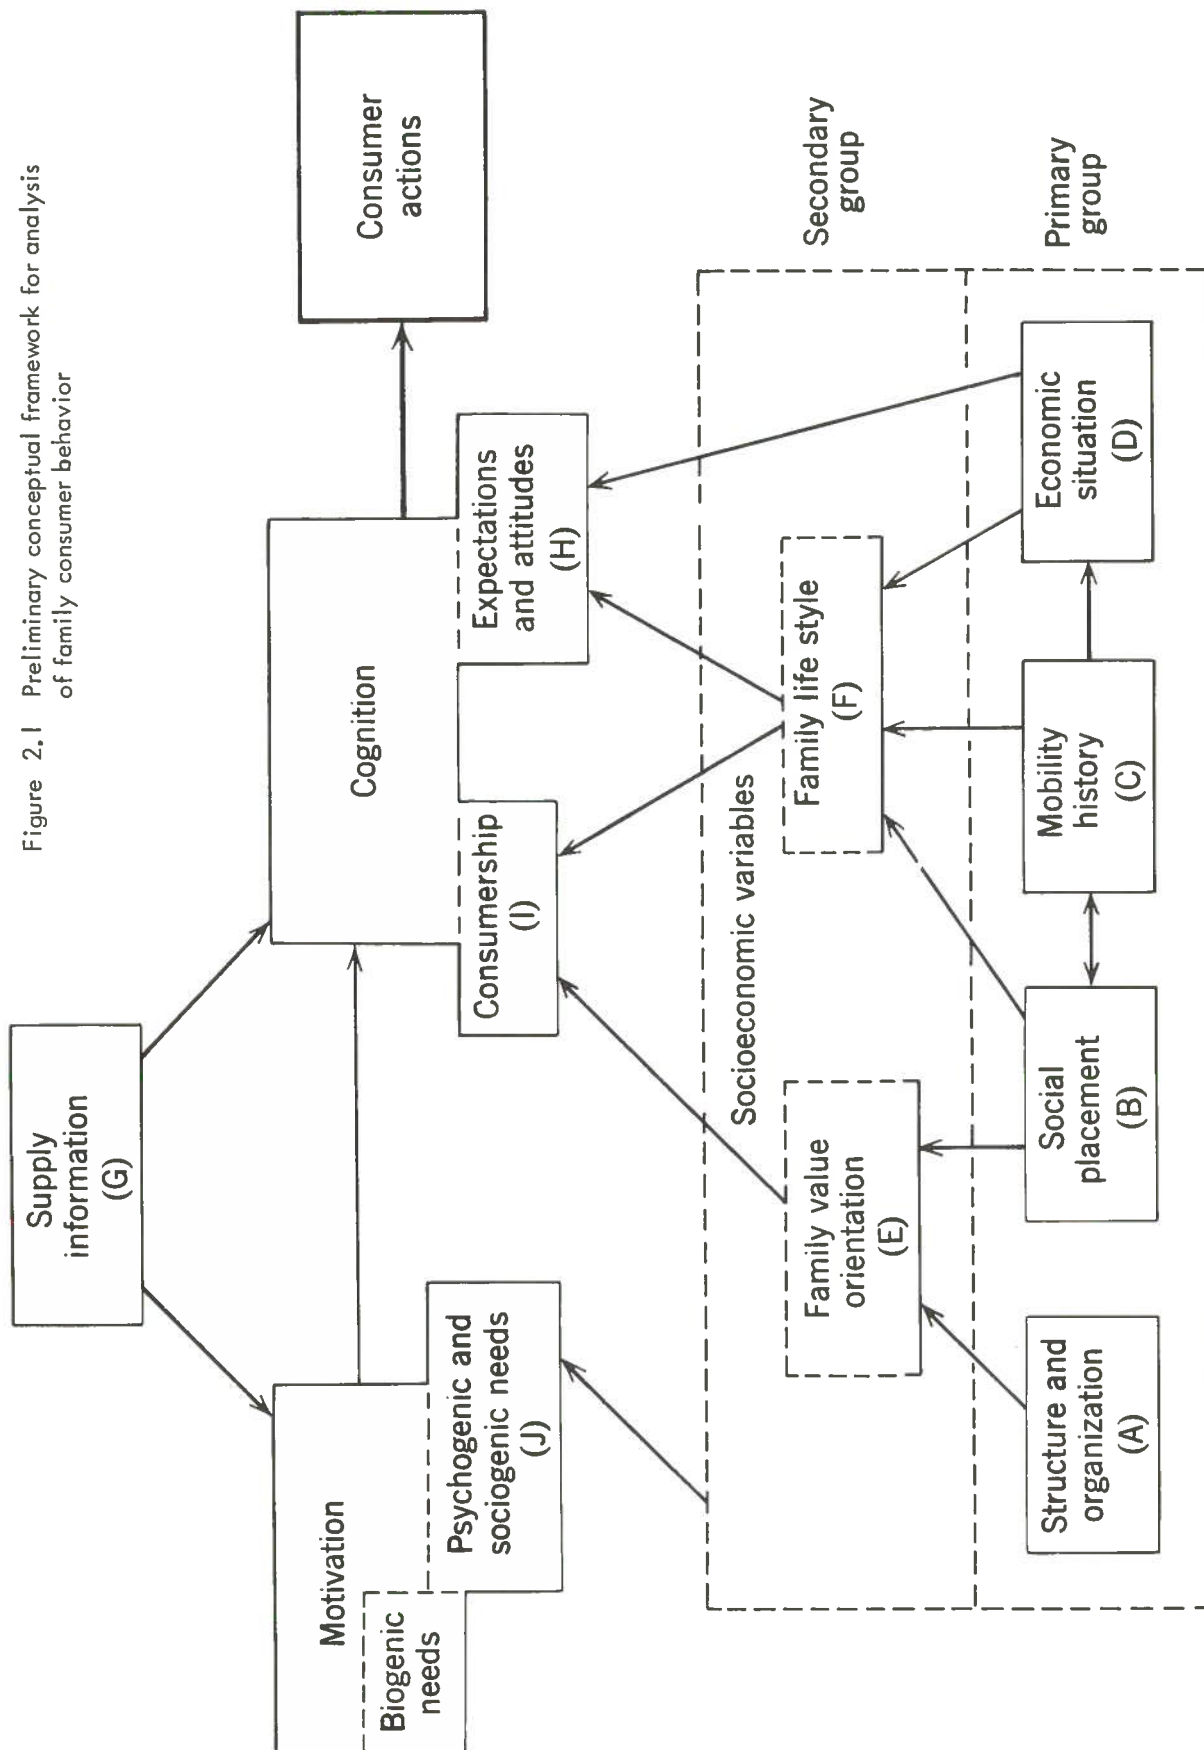 Figure 2.1 Preliminary conceptual framework for analysis
of family consumer behavior
Supply
information
(G)
Motivation
Biogenic
needs
Psychogenic and
sociogenic needs
(J)
Cognition
Consumership
(I)
Expectations
and attitudes
(H)
Consumer
actions
Socioeconomic variables
Secondary
group
Family value
orientation
(E)
Family life style
(F)
Primary
group
Structure and
organization
(A)
Social
placement
(B)
Mobility
history
(C)
Economic
situation
(D)